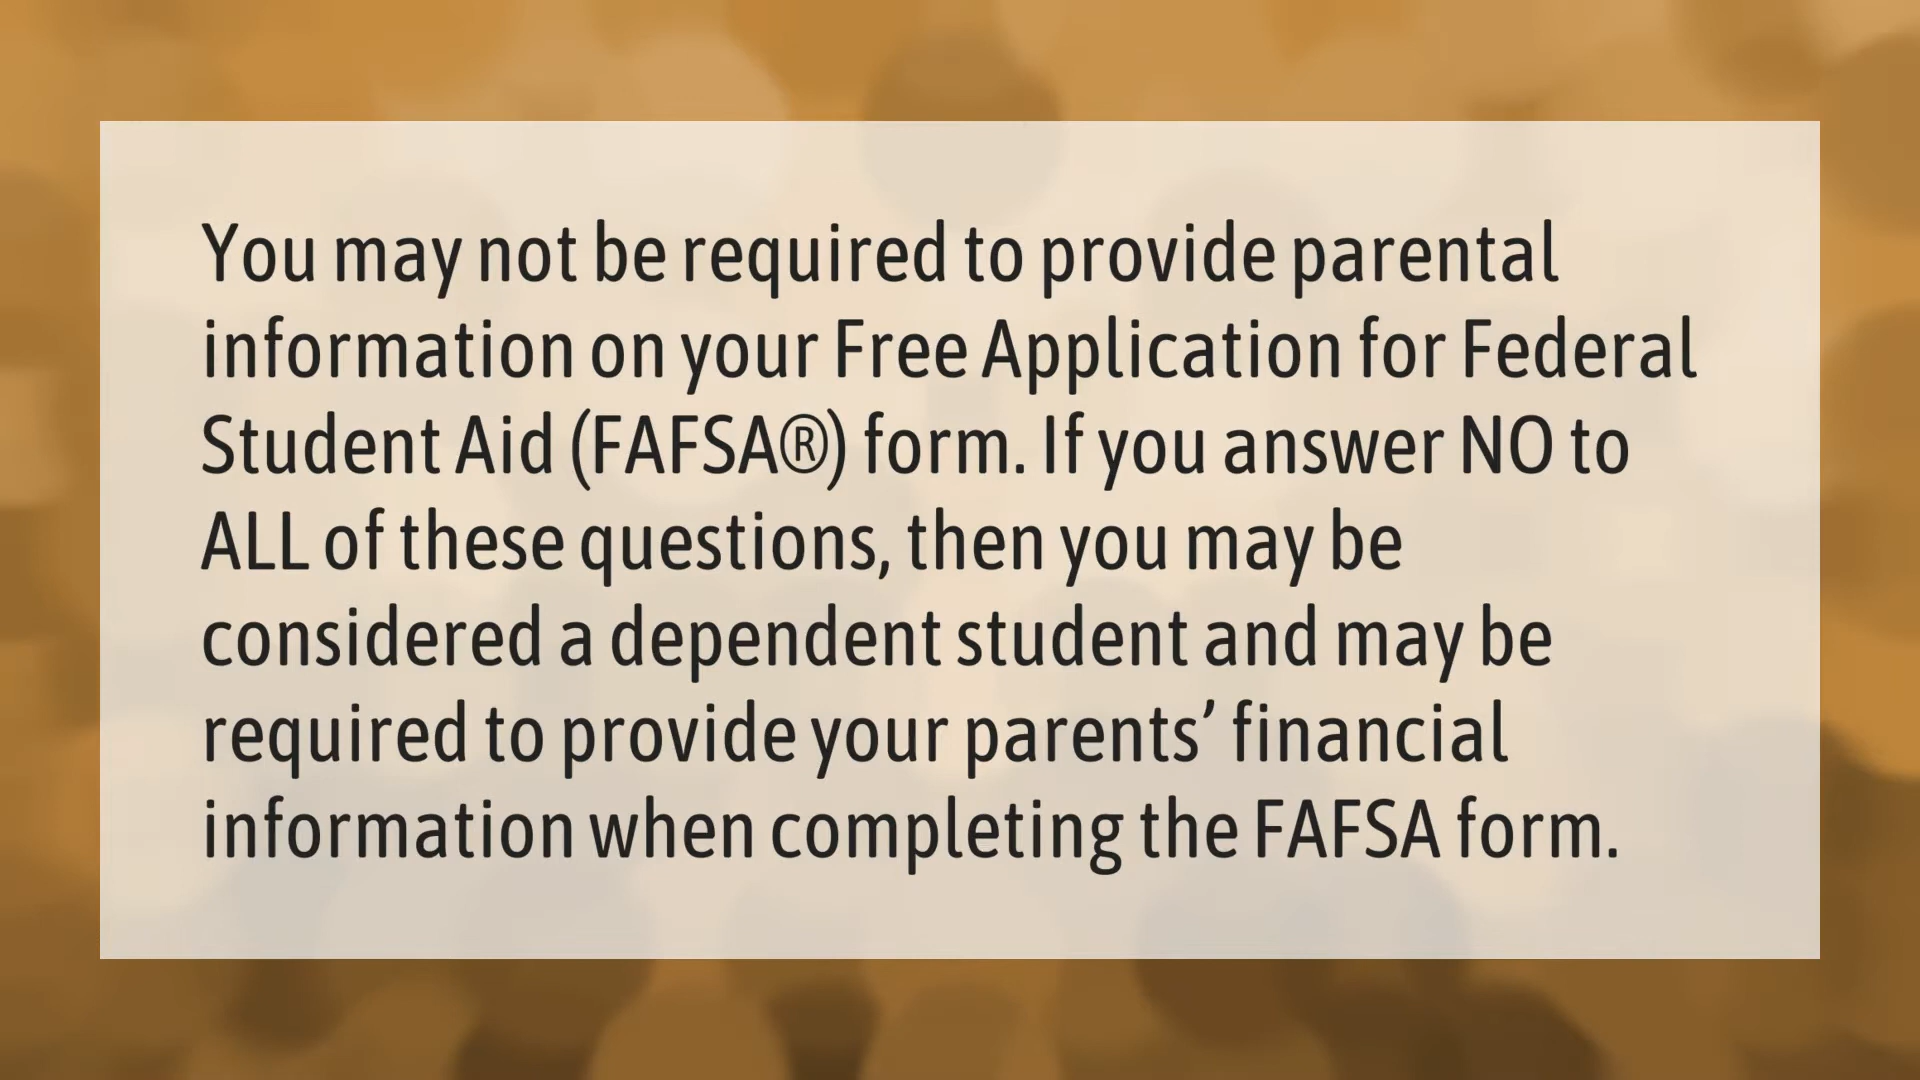 You may not be required to provide parental
information on your Free Application for Federal
Student Aid (FAFSA®) form. If you answer NO to
ALL of these questions, then you may be
considered a dependent student and may be
required to provide your parents’ financial
information when completing the FAFSA form.